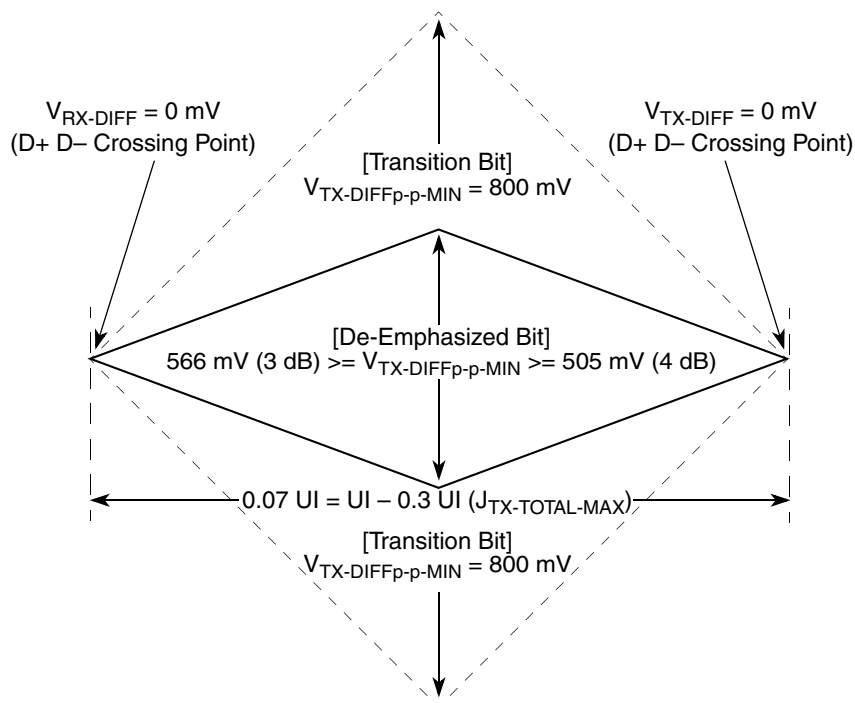 V_RX-DIFF = 0 mV
(D+ D– Crossing Point)
V_TX-DIFF = 0 mV
(D+ D– Crossing Point)
[Transition Bit]
V_TX-DIFFp-p-MIN = 800 mV
[De-Emphasized Bit]
566 mV (3 dB) >= V_TX-DIFFp-p-MIN >= 505 mV (4 dB)
0.07 UI = UI – 0.3 UI (J_TX-TOTAL-MAX)
[Transition Bit]
V_TX-DIFFp-p-MIN = 800 mV